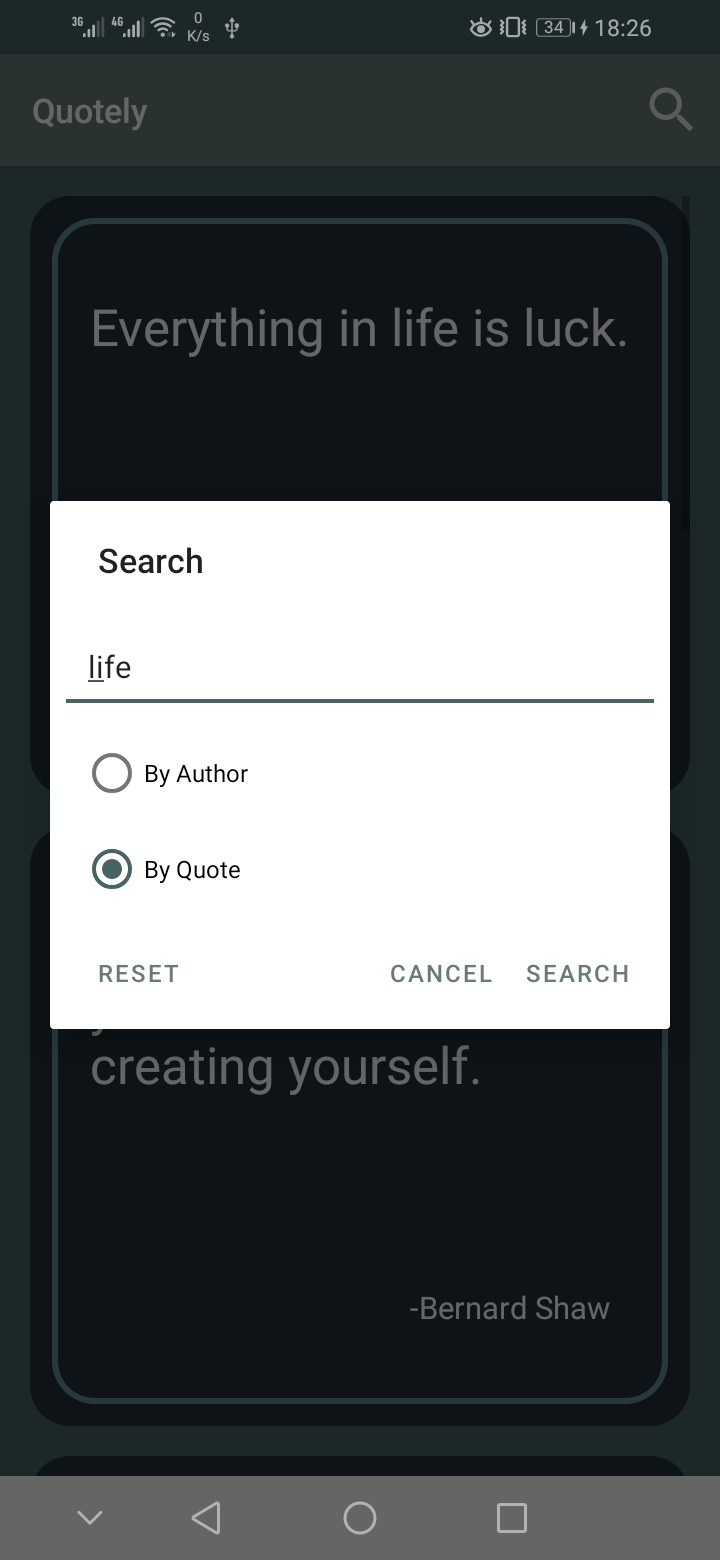 3G 4G 0 K/s 34 18:26
Quotely
Everything in life is luck.
Search
life
By Author
By Quote
RESET CANCEL SEARCH
creating yourself.
-Bernard Shaw